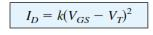 I_D = k(V_GS − V_T)²